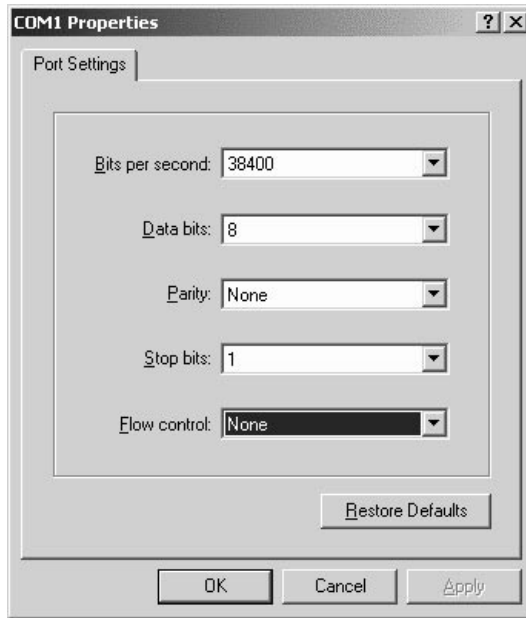 COM1 Properties
Port Settings
Bits per second: 38400
Data bits: 8
Parity: None
Stop bits: 1
Flow control: None
Restore Defaults
OK Cancel Apply